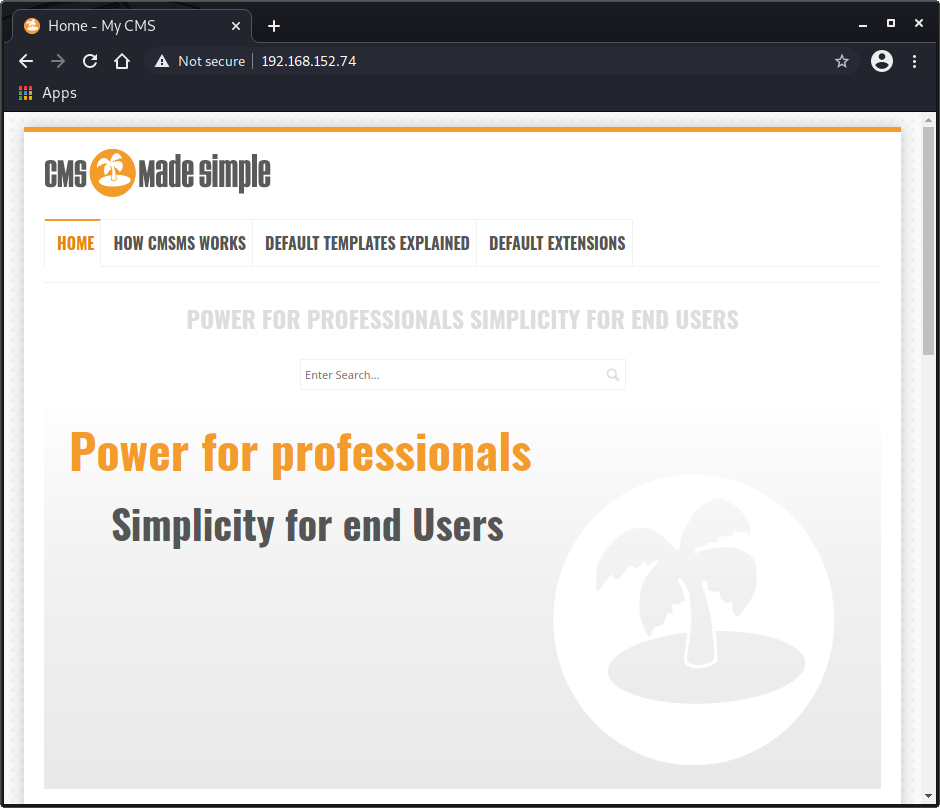 Home - My CMS
Not secure 192.168.152.74
Apps
CMS made simple
HOME HOW CMSMS WORKS DEFAULT TEMPLATES EXPLAINED DEFAULT EXTENSIONS
POWER FOR PROFESSIONALS SIMPLICITY FOR END USERS
Enter Search...
Power for professionals
Simplicity for end Users